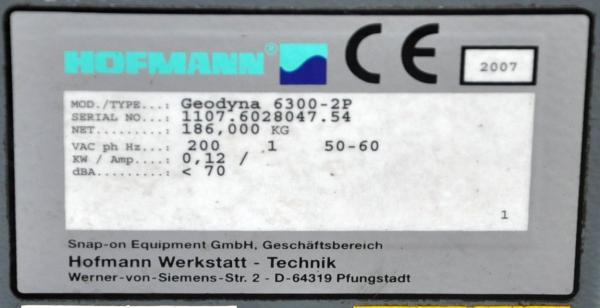 HOFMANN® CE 2007
MOD./TYPE...: Geodyna 6300-2P
SERIAL NO...: 1107.6028047.54
NET.........: 186,000 KG
VAC ph Hz...: 200 1 50-60
KW / Amp....: 0,12 /
dBA.........: < 70
1
Snap-on Equipment GmbH, Geschäftsbereich
Hofmann Werkstatt - Technik
Werner-von-Siemens-Str. 2 - D-64319 Pfungstadt